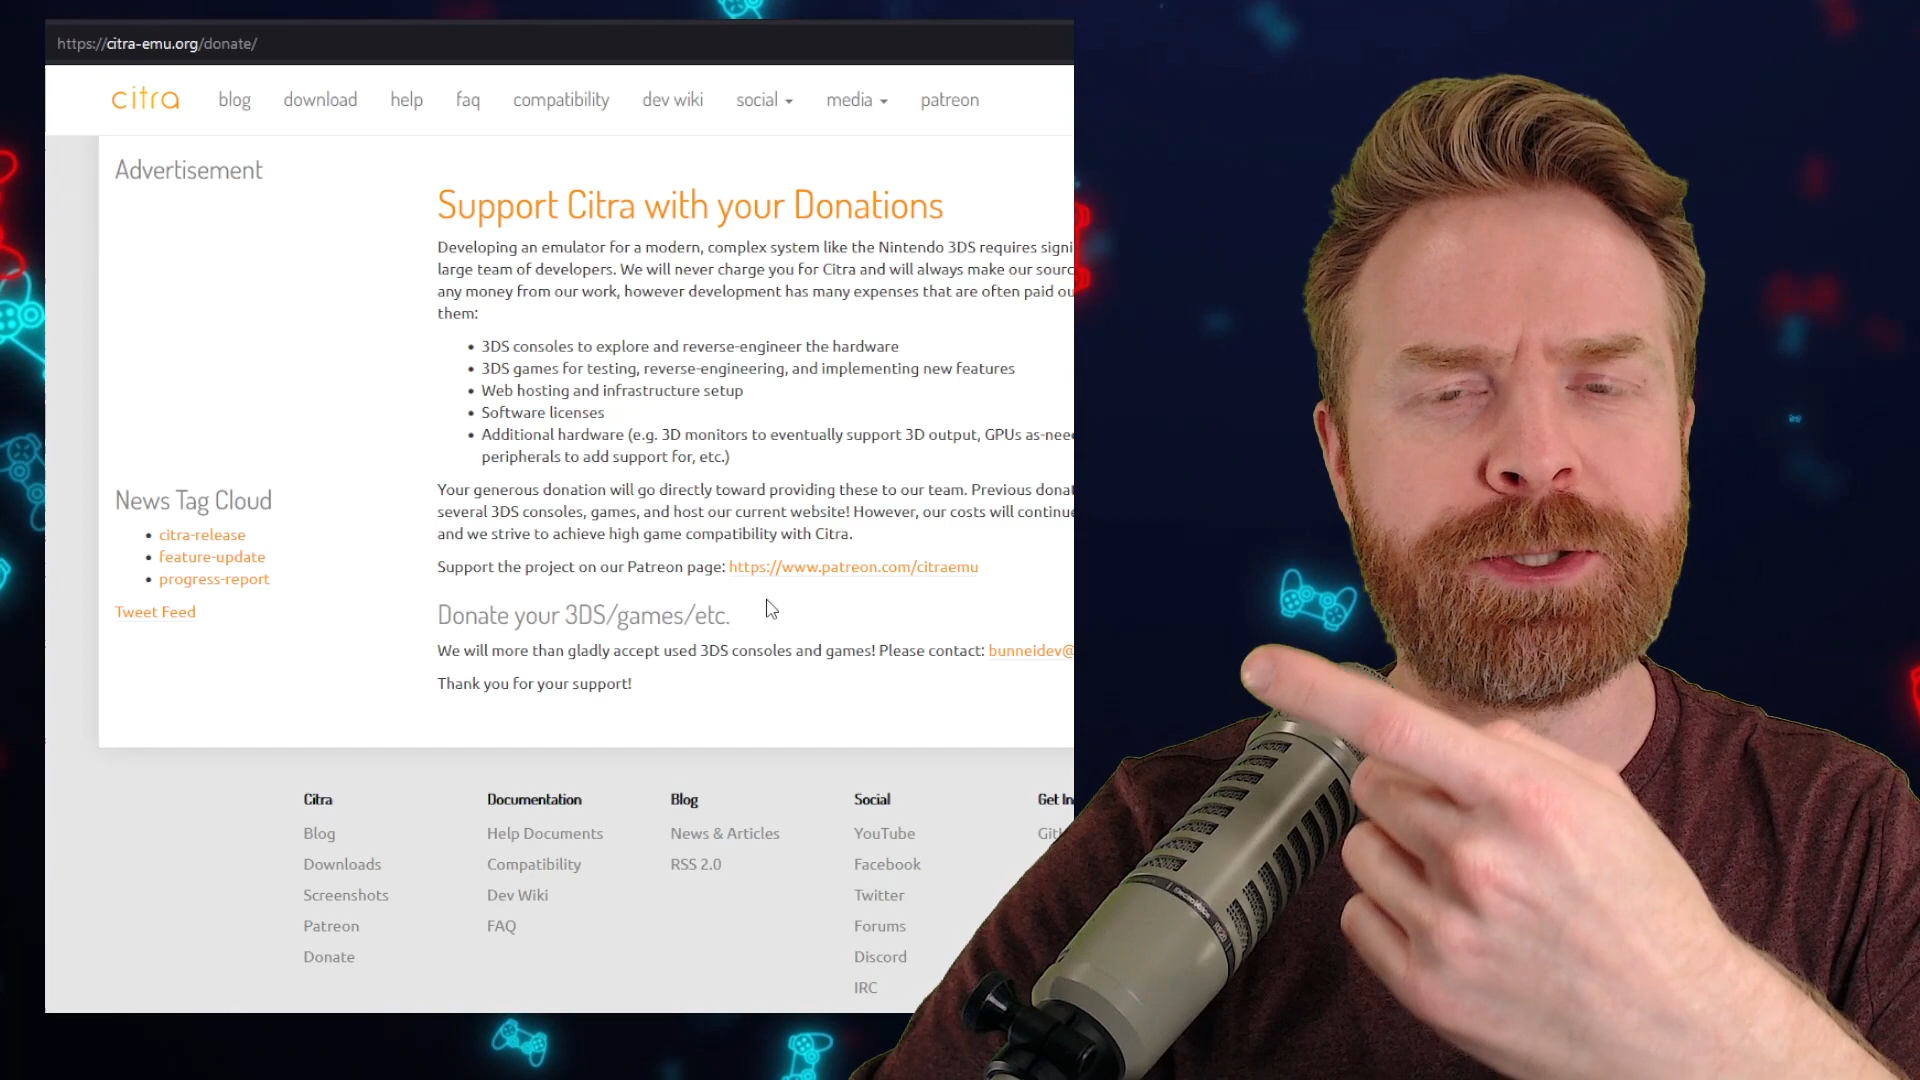 https://citra-emu.org/donate/
citra blog download help faq compatibility dev wiki social media patreon
Advertisement
Support Citra with your Donations
Developing an emulator for a modern, complex system like the Nintendo 3DS requires signi
large team of developers. We will never charge you for Citra and will always make our sourc
any money from our work, however development has many expenses that are often paid ou
them:
• 3DS consoles to explore and reverse-engineer the hardware
• 3DS games for testing, reverse-engineering, and implementing new features
• Web hosting and infrastructure setup
• Software licenses
• Additional hardware (e.g. 3D monitors to eventually support 3D output, GPUs as-nee
peripherals to add support for, etc.)
Your generous donation will go directly toward providing these to our team. Previous donat
several 3DS consoles, games, and host our current website! However, our costs will continue
and we strive to achieve high game compatibility with Citra.
Support the project on our Patreon page: https://www.patreon.com/citraemu
Donate your 3DS/games/etc.
We will more than gladly accept used 3DS consoles and games! Please contact: bunneidev@
Thank you for your support!
News Tag Cloud
• citra-release
• feature-update
• progress-report
Tweet Feed
Citra
Blog
Downloads
Screenshots
Patreon
Donate
Documentation
Help Documents
Compatibility
Dev Wiki
FAQ
Blog
News & Articles
RSS 2.0
Social
YouTube
Facebook
Twitter
Forums
Discord
IRC
Get In
Git